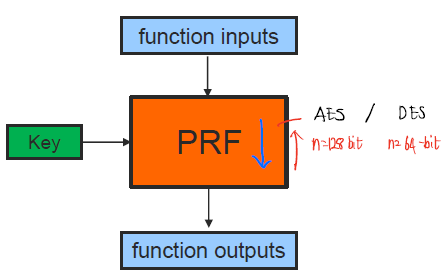 function inputs
Key
PRF
AES / DES
n=128 bit n=64-bit
function outputs